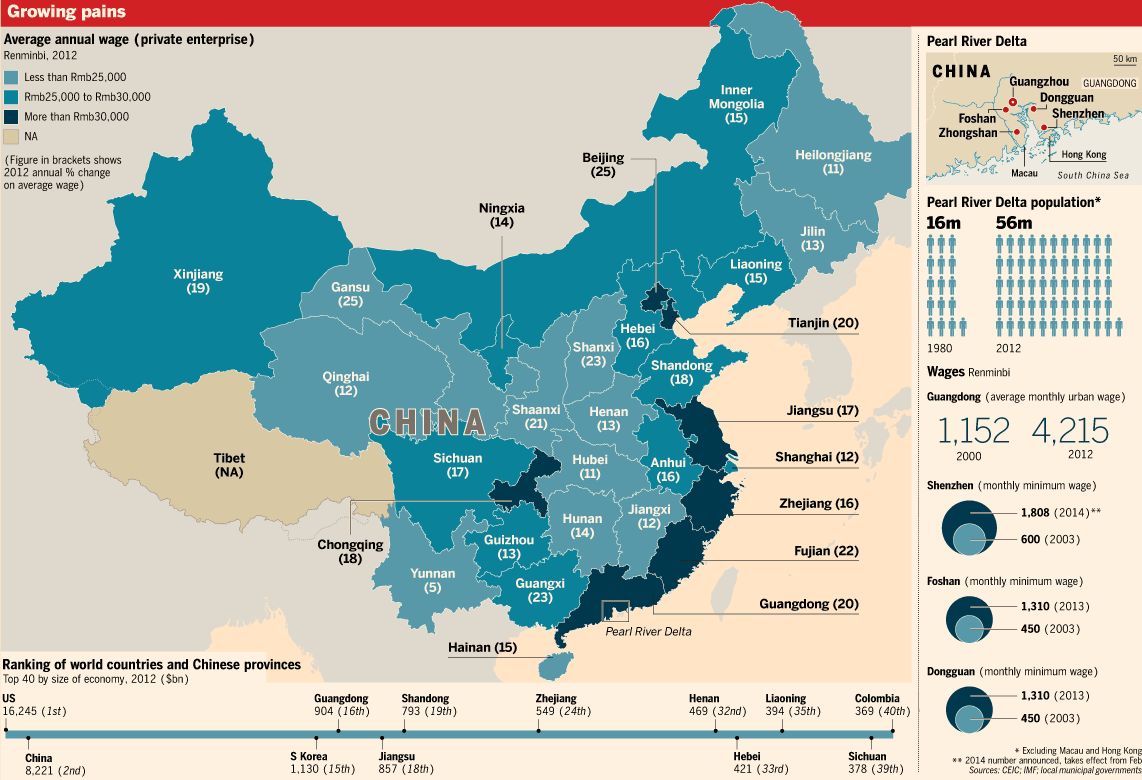 Growing pains
Average annual wage (private enterprise)
Renminbi, 2012
Less than Rmb25,000
Rmb25,000 to Rmb30,000
More than Rmb30,000
NA
(Figure in brackets shows
2012 annual % change
on average wage)
Inner
Mongolia
(15)
Heilongjiang
(11)
Beijing
(25)
Ningxia
(14)
Jilin
(13)
Liaoning
(15)
Xinjiang
(19)
Gansu
(25)
Tianjin (20)
Hebei
(16)
Shanxi
(23)
Shandong
(18)
Qinghai
(12)
CHINA
Shaanxi
(21)
Henan
(13)
Jiangsu (17)
Tibet
(NA)
Sichuan
(17)
Hubei
(11)
Anhui
(16)
Shanghai (12)
Zhejiang (16)
Chongqing
(18)
Hunan
(14)
Jiangxi
(12)
Guizhou
(13)
Fujian (22)
Yunnan
(5)
Guangxi
(23)
Guangdong (20)
Pearl River Delta
Hainan (15)
Ranking of world countries and Chinese provinces
Top 40 by size of economy, 2012 ($bn)
US
16,245 (1st)
Guangdong
904 (16th)
Shandong
793 (19th)
Zhejiang
549 (24th)
Henan
469 (32nd)
Liaoning
394 (35th)
Colombia
369 (40th)
China
8,221 (2nd)
S Korea
1,130 (15th)
Jiangsu
857 (18th)
Hebei
421 (33rd)
Sichuan
378 (39th)
Pearl River Delta
50 km
CHINA
GUANGDONG
Guangzhou
Dongguan
Foshan
Shenzhen
Zhongshan
Hong Kong
Macau
South China Sea
Pearl River Delta population*
16m 56m
1980 2012
Wages Renminbi
Guangdong (average monthly urban wage)
1,152 4,215
2000 2012
Shenzhen (monthly minimum wage)
1,808 (2014)**
600 (2003)
Foshan (monthly minimum wage)
1,310 (2013)
450 (2003)
Dongguan (monthly minimum wage)
1,310 (2013)
450 (2003)
* Excluding Macau and Hong Kong
** 2014 number announced, takes effect from Feb
Sources: CEIC; IMF; local municipal governments